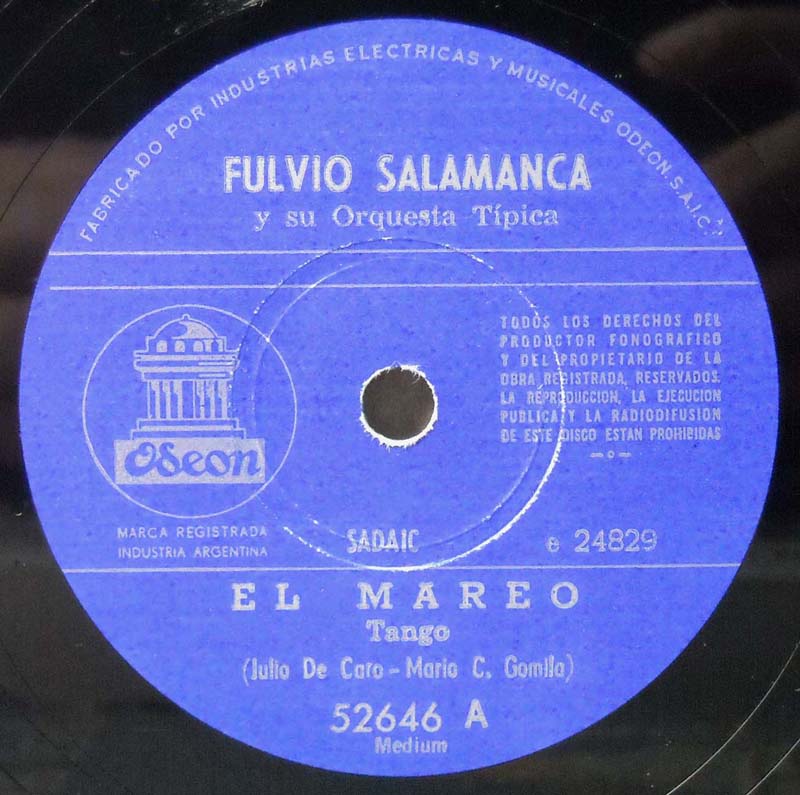 FABRICADO POR INDUSTRIAS ELECTRICAS Y MUSICALES ODEON.S.A.I.C.
FULVIO SALAMANCA
y su Orquesta Típica
TODOS LOS DERECHOS DEL
PRODUCTOR FONOGRAFICO
Y DEL PROPIETARIO DE LA
OBRA REGISTRADA, RESERVADOS.
LA REPRODUCCION, LA EJECUCION
PUBLICA Y LA RADIODIFUSION
DE ESTE DISCO ESTAN PROHIBIDAS
Odeon
MARCA REGISTRADA
INDUSTRIA ARGENTINA
SADAIC
e 24829
EL MAREO
Tango
(Julio De Caro - Mario C. Gomila)
52646 A
Medium